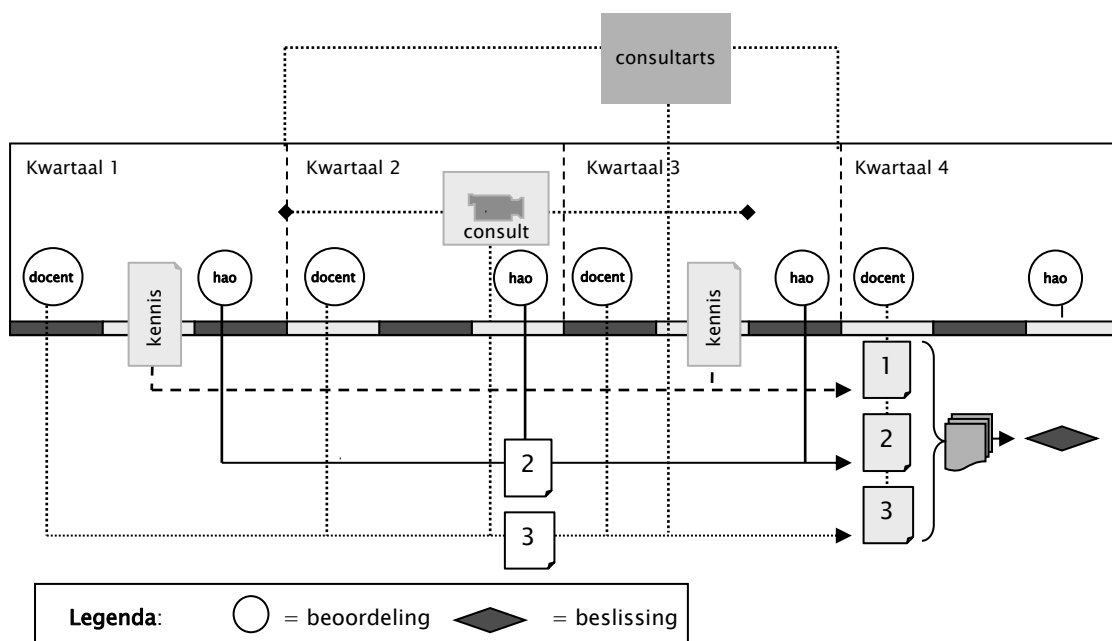 consultarts
Kwartaal 1
Kwartaal 2
Kwartaal 3
Kwartaal 4
consult
docent
hao
docent
hao
docent
hao
docent
hao
kennis
kennis
1
2
3
2
3
Legenda:
= beoordeling
= beslissing